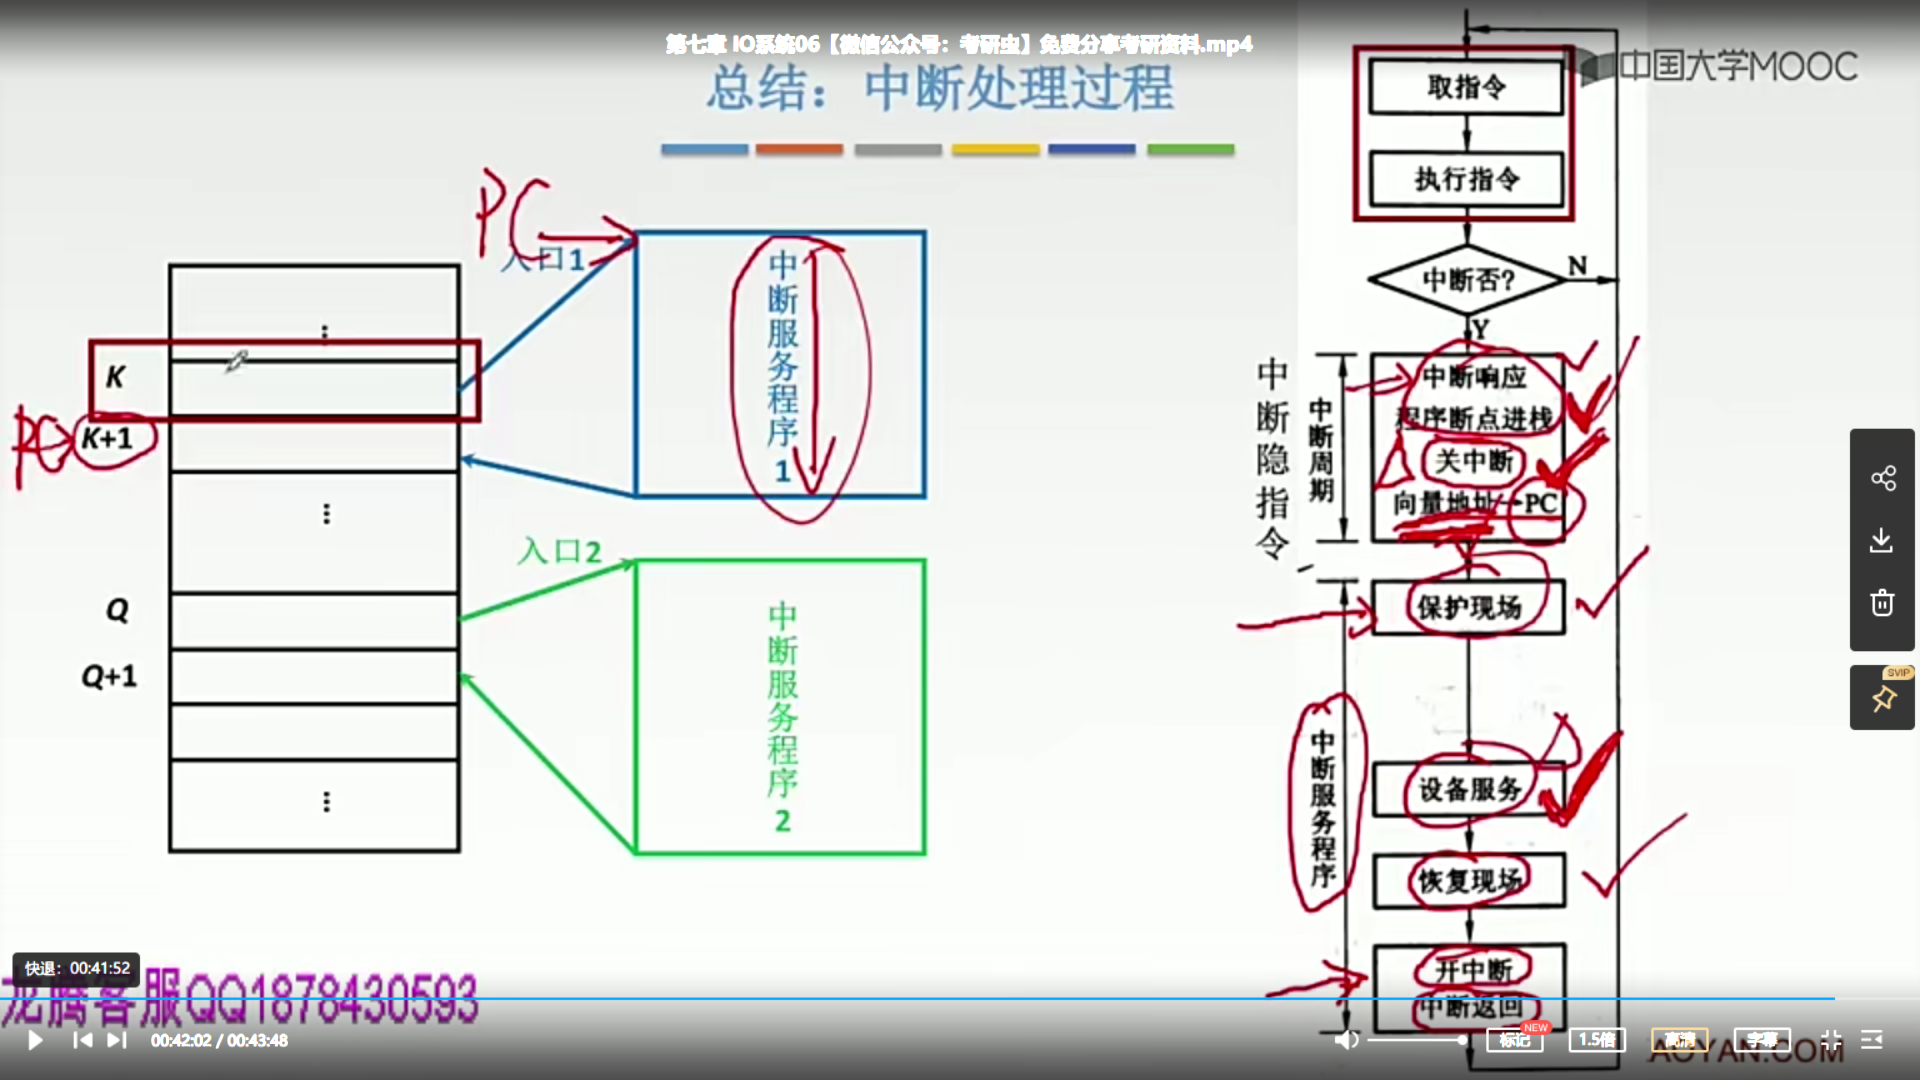 第七章 IO系统06【微信公众号：考研虫】免费分享考研资料.mp4
中国大学MOOC
总结：中断处理过程
PC
入口1
中断服务程序1
K
PC
K+1
入口2
中断服务程序2
Q
Q+1
取指令
执行指令
中断否?
N
Y
中断隐指令
中断周期
中断响应
程序断点进栈
关中断
向量地址→PC
保护现场
中断服务程序
设备服务
恢复现场
开中断
中断返回
SVIP
快退：00:41:52
龙腾客服QQ1878430593
00:42:02 / 00:43:48
标记
NEW
1.5倍
高清
字幕